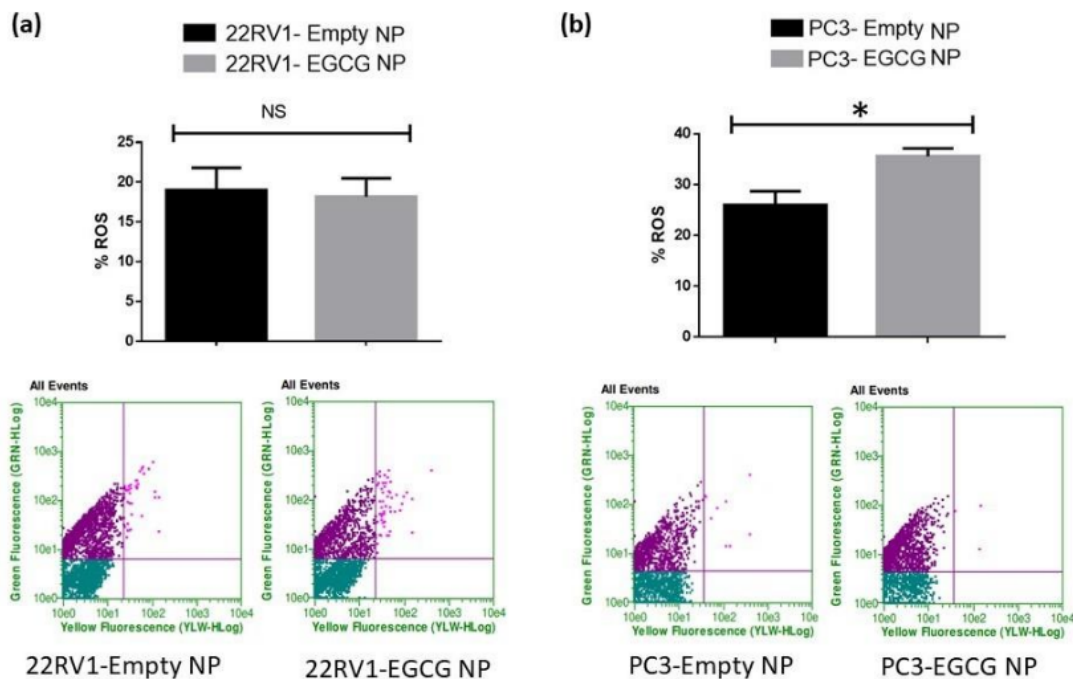 (a)
22RV1- Empty NP
22RV1- EGCG NP
NS
25
20
15
10
5
0
% ROS
All Events
10e4
10e3
10e2
10e1
10e0
Green Fluorescence (GRN-HLog)
10e0 10e1 10e2 10e3 10e4
Yellow Fluorescence (YLW-HLog)
22RV1-Empty NP
All Events
10e4
10e3
10e2
10e1
10e0
Green Fluorescence (GRN-HLog)
10e0 10e1 10e2 10e3 10e4
Yellow Fluorescence (YLW-HLog)
22RV1-EGCG NP
(b)
PC3- Empty NP
PC3- EGCG NP
*
40
30
20
10
0
% ROS
All Events
10e4
10e3
10e2
10e1
10e0
Green Fluorescence (GRN-HLog)
10e0 10e1 10e2 10e3 10e
Yellow Fluorescence (YLW-HLog)
PC3-Empty NP
All Events
10e4
10e3
10e2
10e1
10e0
Green Fluorescence (GRN-HLog)
10e0 10e1 10e2 10e3 10e4
Yellow Fluorescence (YLW-HLog)
PC3-EGCG NP